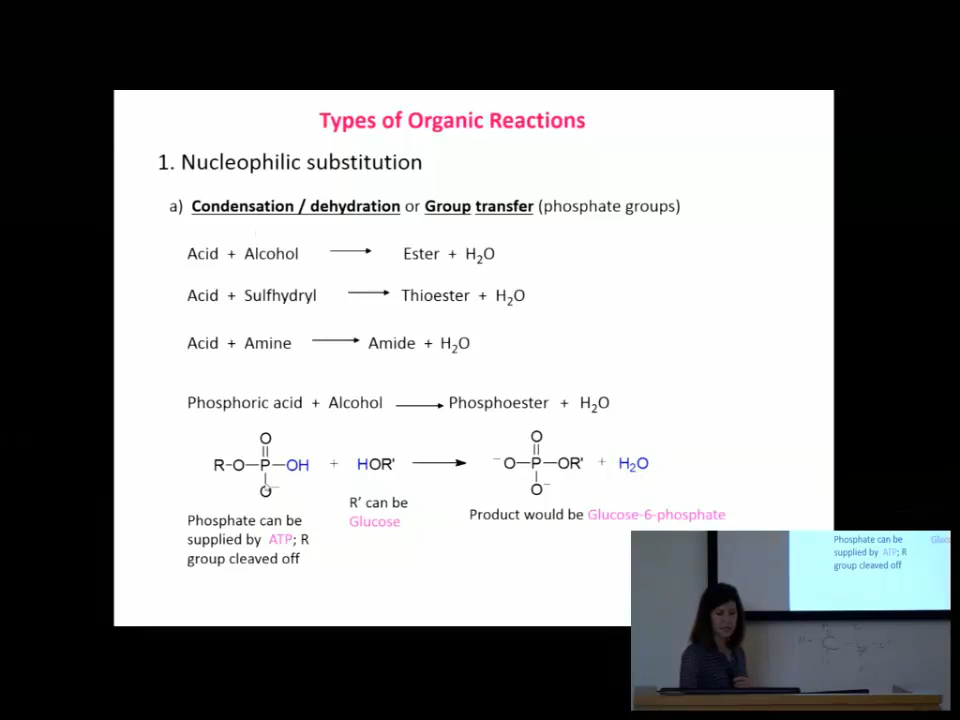 Types of Organic Reactions
1. Nucleophilic substitution
a) Condensation / dehydration or Group transfer (phosphate groups)
Acid + Alcohol ⟶ Ester + H₂O
Acid + Sulfhydryl ⟶ Thioester + H₂O
Acid + Amine ⟶ Amide + H₂O
Phosphoric acid + Alcohol ⟶ Phosphoester + H₂O
O O
R-O-P-OH + HOR' ⟶ ⁻O-P-OR' + H₂O
O⁻ O⁻
R' can be
Glucose
Phosphate can be
supplied by ATP; R
group cleaved off
Product would be Glucose-6-phosphate
Phosphate can be
supplied by ATP; R
group cleaved off